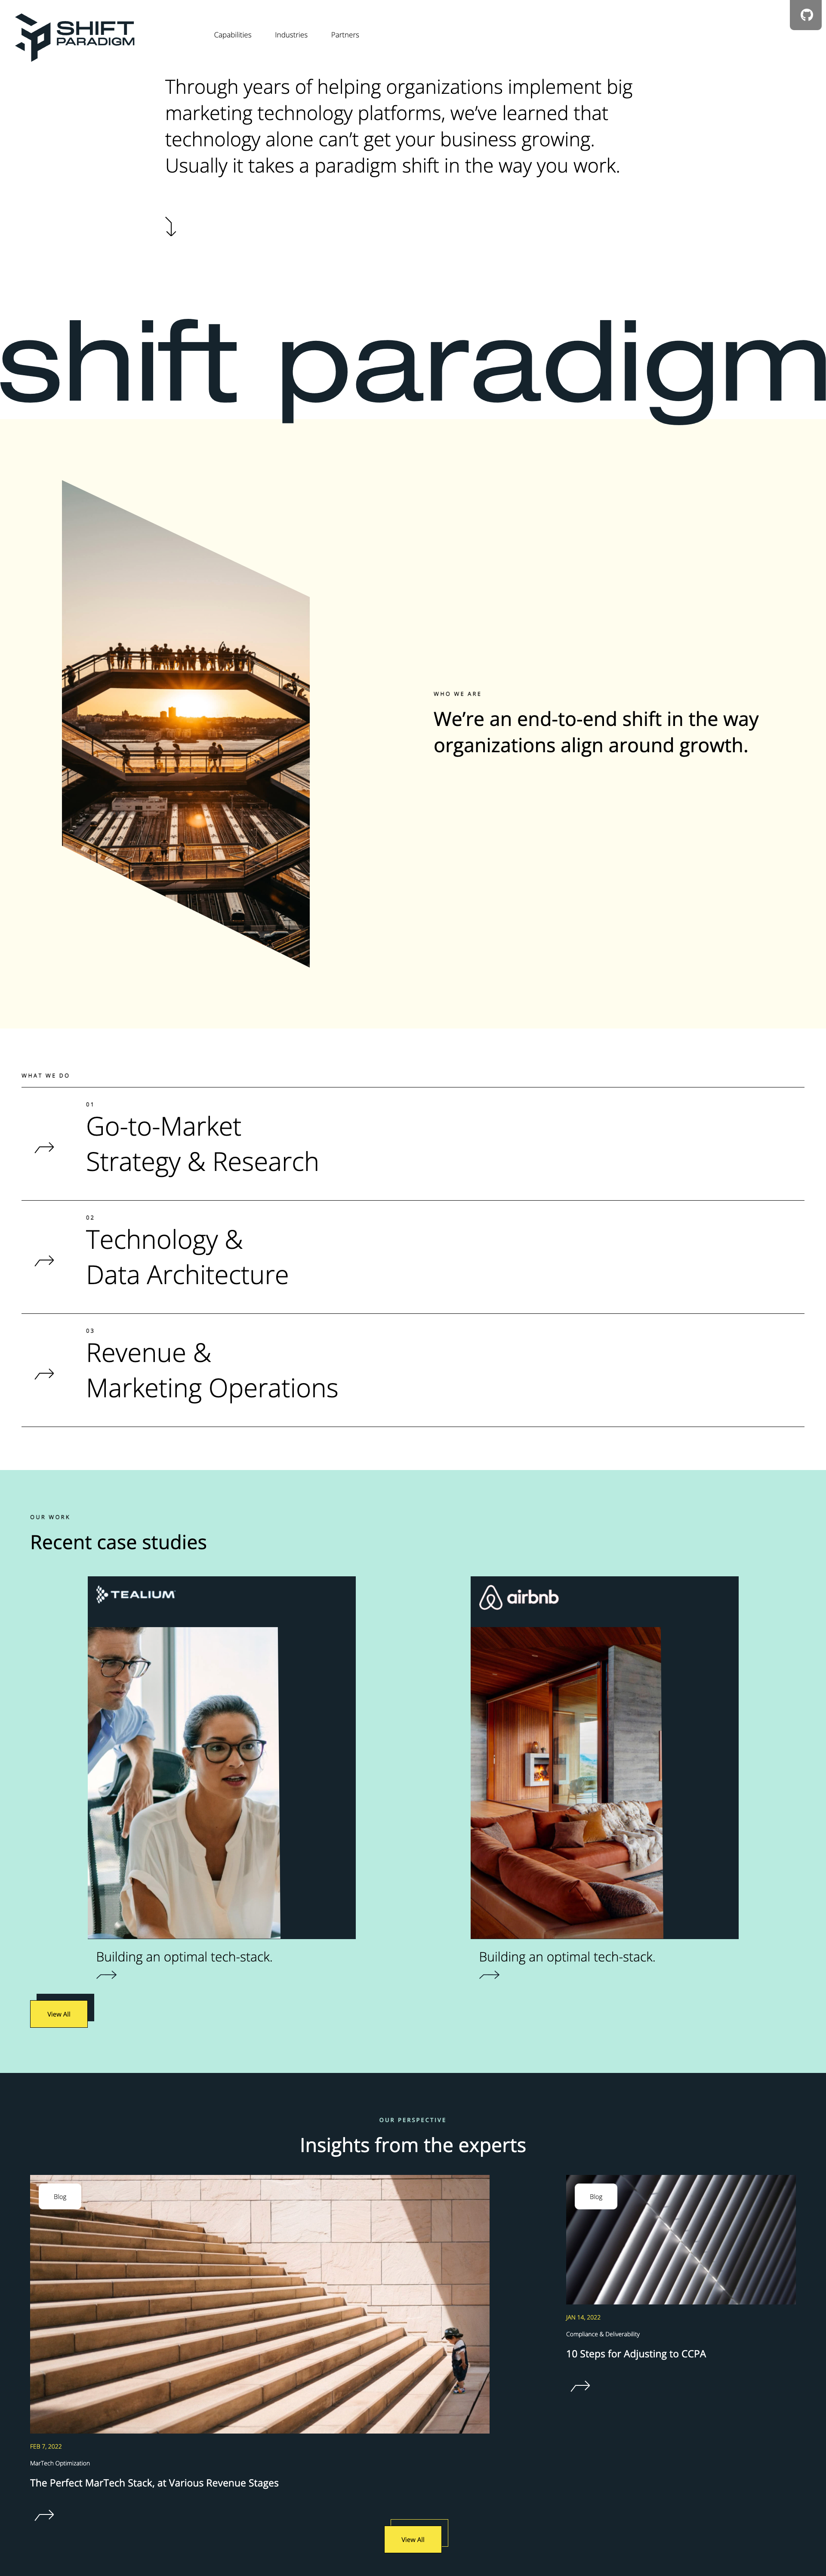 SHIFT
PARADIGM
Capabilities
Industries
Partners
Through years of helping organizations implement big
marketing technology platforms, we’ve learned that
technology alone can’t get your business growing.
Usually it takes a paradigm shift in the way you work.
shift paradigm
WHO WE ARE
We’re an end-to-end shift in the way
organizations align around growth.
WHAT WE DO
01
Go-to-Market
Strategy & Research
02
Technology &
Data Architecture
03
Revenue &
Marketing Operations
OUR WORK
Recent case studies
TEALIUM
Building an optimal tech-stack.
airbnb
Building an optimal tech-stack.
View All
OUR PERSPECTIVE
Insights from the experts
Blog
FEB 7, 2022
MarTech Optimization
The Perfect MarTech Stack, at Various Revenue Stages
Blog
JAN 14, 2022
Compliance & Deliverability
10 Steps for Adjusting to CCPA
View All